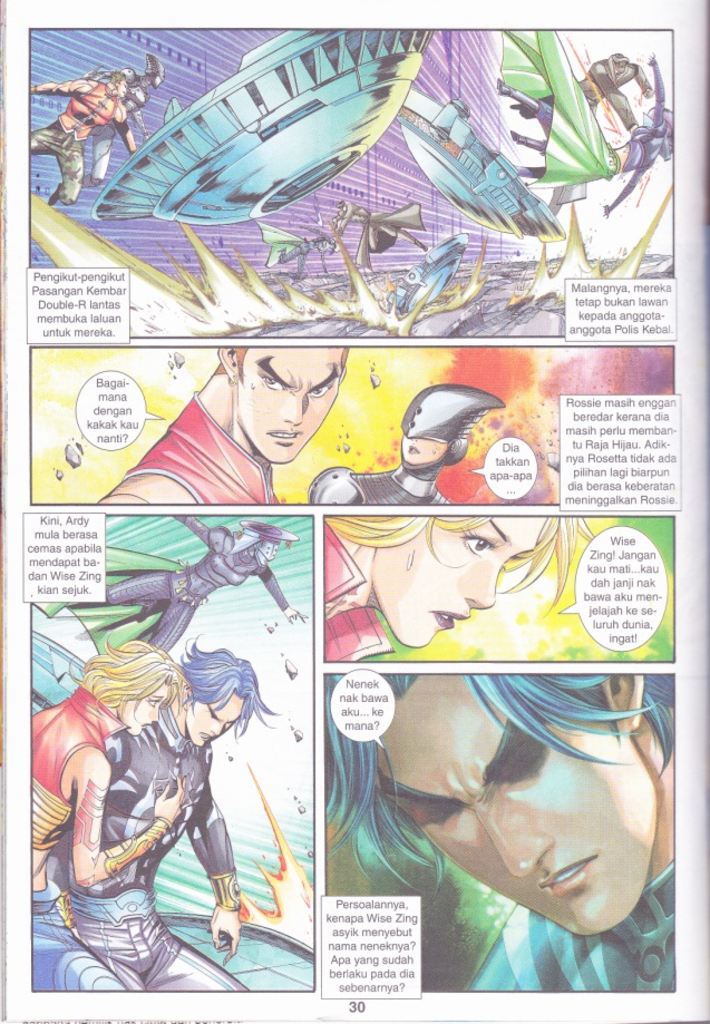 Pengikut-pengikut
Pasangan Kembar
Double-R lantas
membuka laluan
untuk mereka.
Malangnya, mereka
tetap bukan lawan
kepada anggota-
anggota Polis Kebal.
Bagai-
mana
dengan
kakak kau
nanti?
Dia
takkan
apa-apa
...
Rossie masih enggan
beredar kerana dia
masih perlu memban-
tu Raja Hijau. Adik-
nya Rosetta tidak ada
pilihan lagi biarpun
dia berasa keberatan
meninggalkan Rossie.
Kini, Ardy
mula berasa
cemas apabila
mendapat ba-
dan Wise Zing
kian sejuk.
Wise
Zing! Jangan
kau mati...kau
dah janji nak
bawa aku men-
jelajah ke se-
luruh dunia,
ingat!
Nenek
nak bawa
aku... ke
mana?
Persoalannya,
kenapa Wise Zing
asyik menyebut
nama neneknya?
Apa yang sudah
berlaku pada dia
sebenarnya?
30